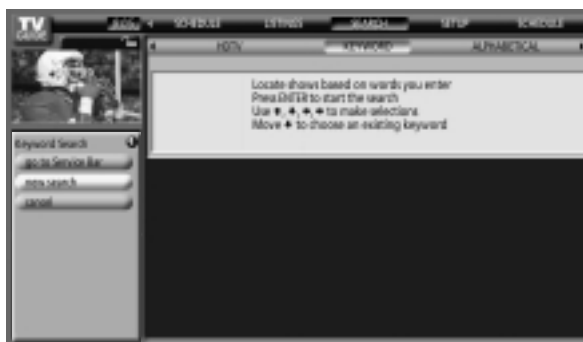 TV
GUIDE
SCHEDULE LISTINGS SEARCH SETUP SCHEDULE
HDTV KEYWORD ALPHABETICAL
Locate shows based on words you enter
Press ENTER to start the search
to make selections
Move to choose an existing keyword
Keyword Search
go to Service Bar
new search
cancel